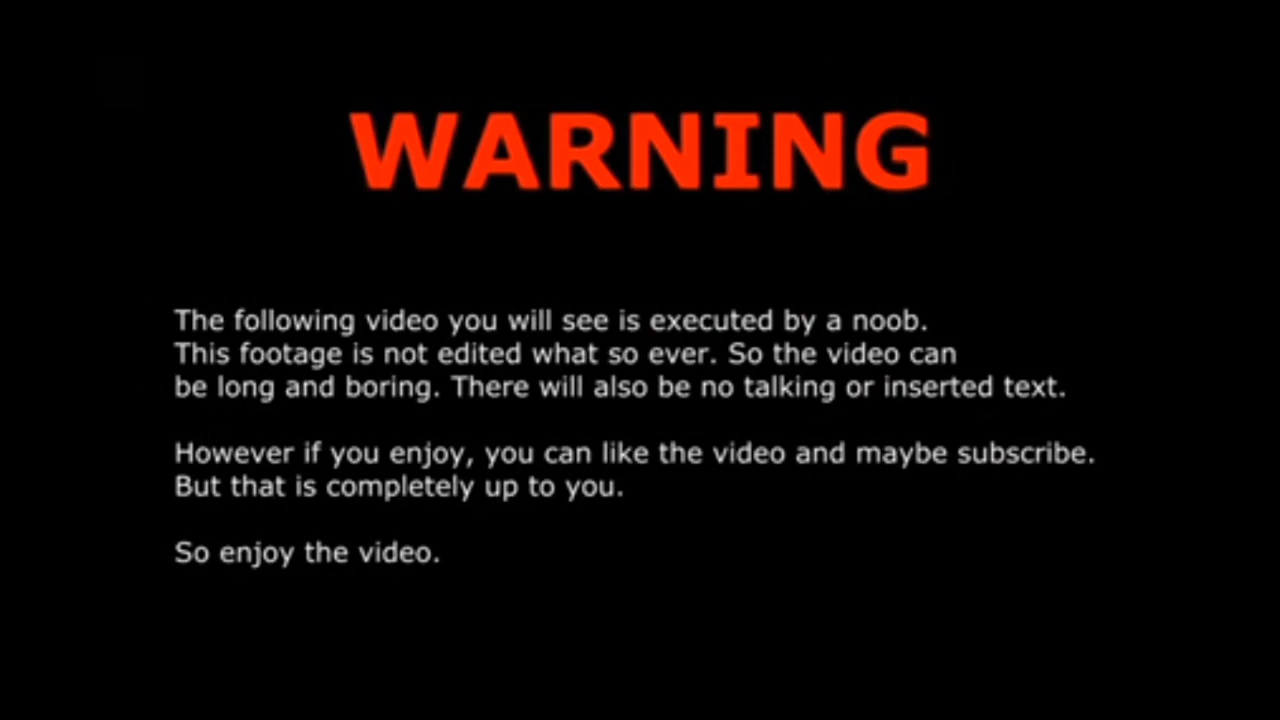 WARNING
The following video you will see is executed by a noob.
This footage is not edited what so ever. So the video can
be long and boring. There will also be no talking or inserted text.
However if you enjoy, you can like the video and maybe subscribe.
But that is completely up to you.
So enjoy the video.